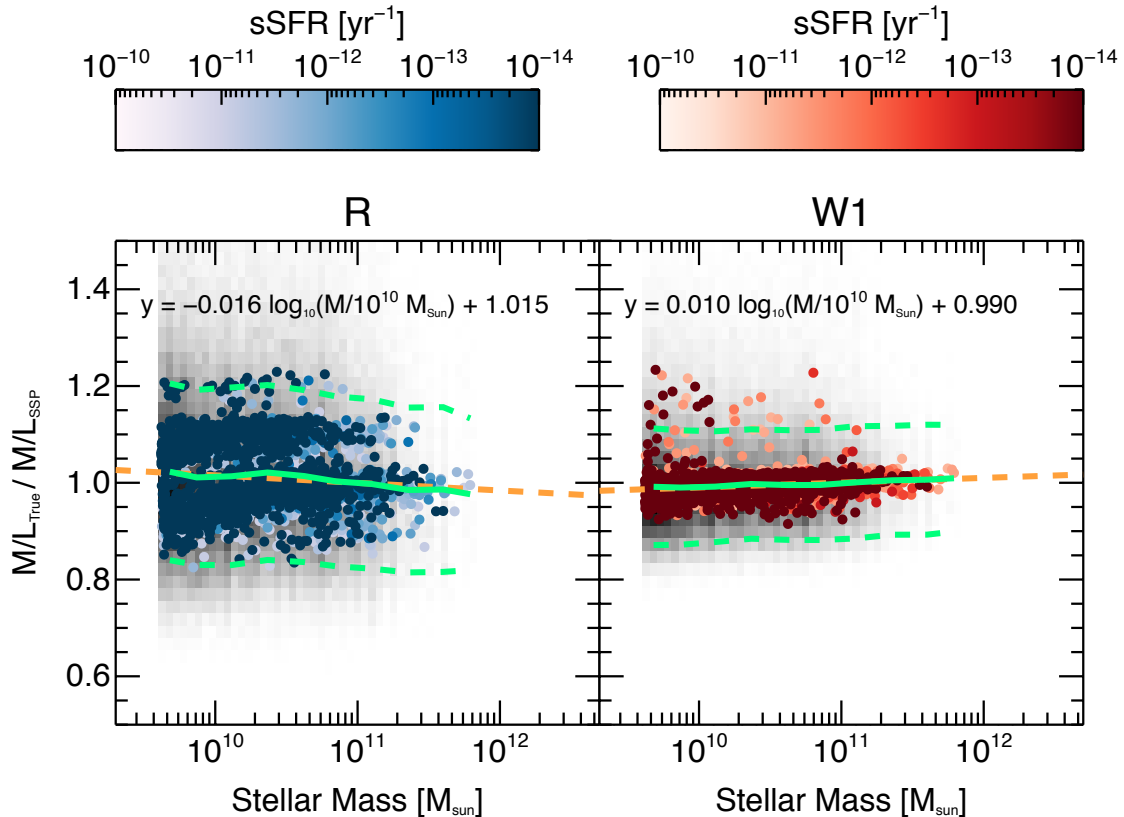 sSFR [yr⁻¹] sSFR [yr⁻¹]
10⁻¹⁰ 10⁻¹¹ 10⁻¹² 10⁻¹³ 10⁻¹⁴ 10⁻¹⁰ 10⁻¹¹ 10⁻¹² 10⁻¹³ 10⁻¹⁴
R W1
y = −0.016 log₁₀(M/10¹⁰ M_Sun) + 1.015 y = 0.010 log₁₀(M/10¹⁰ M_Sun) + 0.990
M/L_True / M/L_SSP
1.4
1.2
1.0
0.8
0.6
10¹⁰ 10¹¹ 10¹² 10¹⁰ 10¹¹ 10¹²
Stellar Mass [M_sun] Stellar Mass [M_sun]